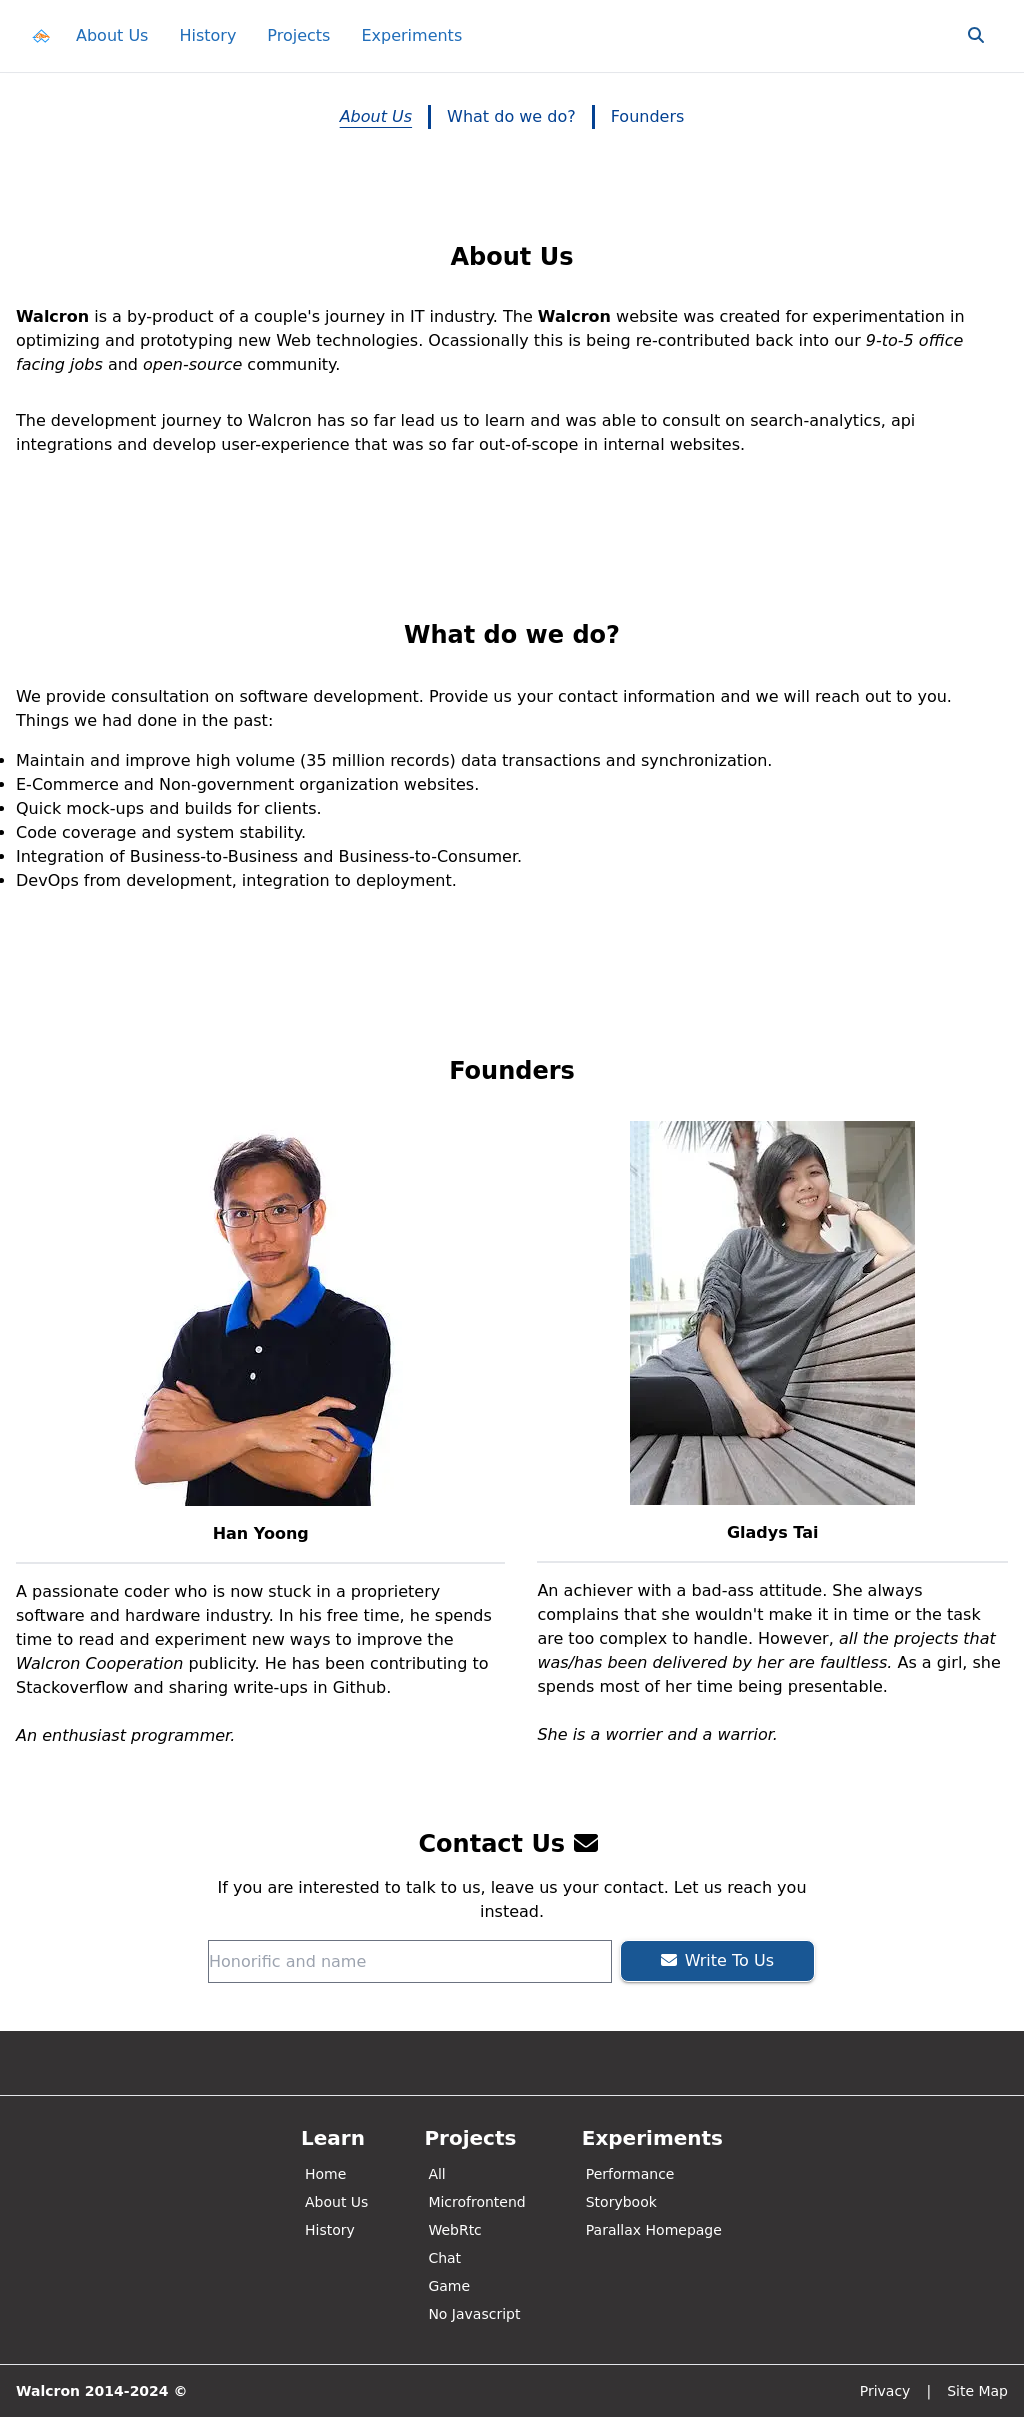 About Us
History
Projects
Experiments
About Us
What do we do?
Founders
About Us
Walcron is a by-product of a couple's journey in IT industry. The Walcron website was created for experimentation in
optimizing and prototyping new Web technologies. Ocassionally this is being re-contributed back into our 9-to-5 office
facing jobs and open-source community.
The development journey to Walcron has so far lead us to learn and was able to consult on search-analytics, api
integrations and develop user-experience that was so far out-of-scope in internal websites.
What do we do?
We provide consultation on software development. Provide us your contact information and we will reach out to you.
Things we had done in the past:
• Maintain and improve high volume (35 million records) data transactions and synchronization.
• E-Commerce and Non-government organization websites.
• Quick mock-ups and builds for clients.
• Code coverage and system stability.
• Integration of Business-to-Business and Business-to-Consumer.
• DevOps from development, integration to deployment.
Founders
Han Yoong
A passionate coder who is now stuck in a proprietery
software and hardware industry. In his free time, he spends
time to read and experiment new ways to improve the
Walcron Cooperation publicity. He has been contributing to
Stackoverflow and sharing write-ups in Github.
An enthusiast programmer.
Gladys Tai
An achiever with a bad-ass attitude. She always
complains that she wouldn't make it in time or the task
are too complex to handle. However, all the projects that
was/has been delivered by her are faultless. As a girl, she
spends most of her time being presentable.
She is a worrier and a warrior.
Contact Us
If you are interested to talk to us, leave us your contact. Let us reach you
instead.
Honorific and name
Write To Us
Learn
Home
About Us
History
Projects
All
Microfrontend
WebRtc
Chat
Game
No Javascript
Experiments
Performance
Storybook
Parallax Homepage
Walcron 2014-2024 ©
Privacy | Site Map